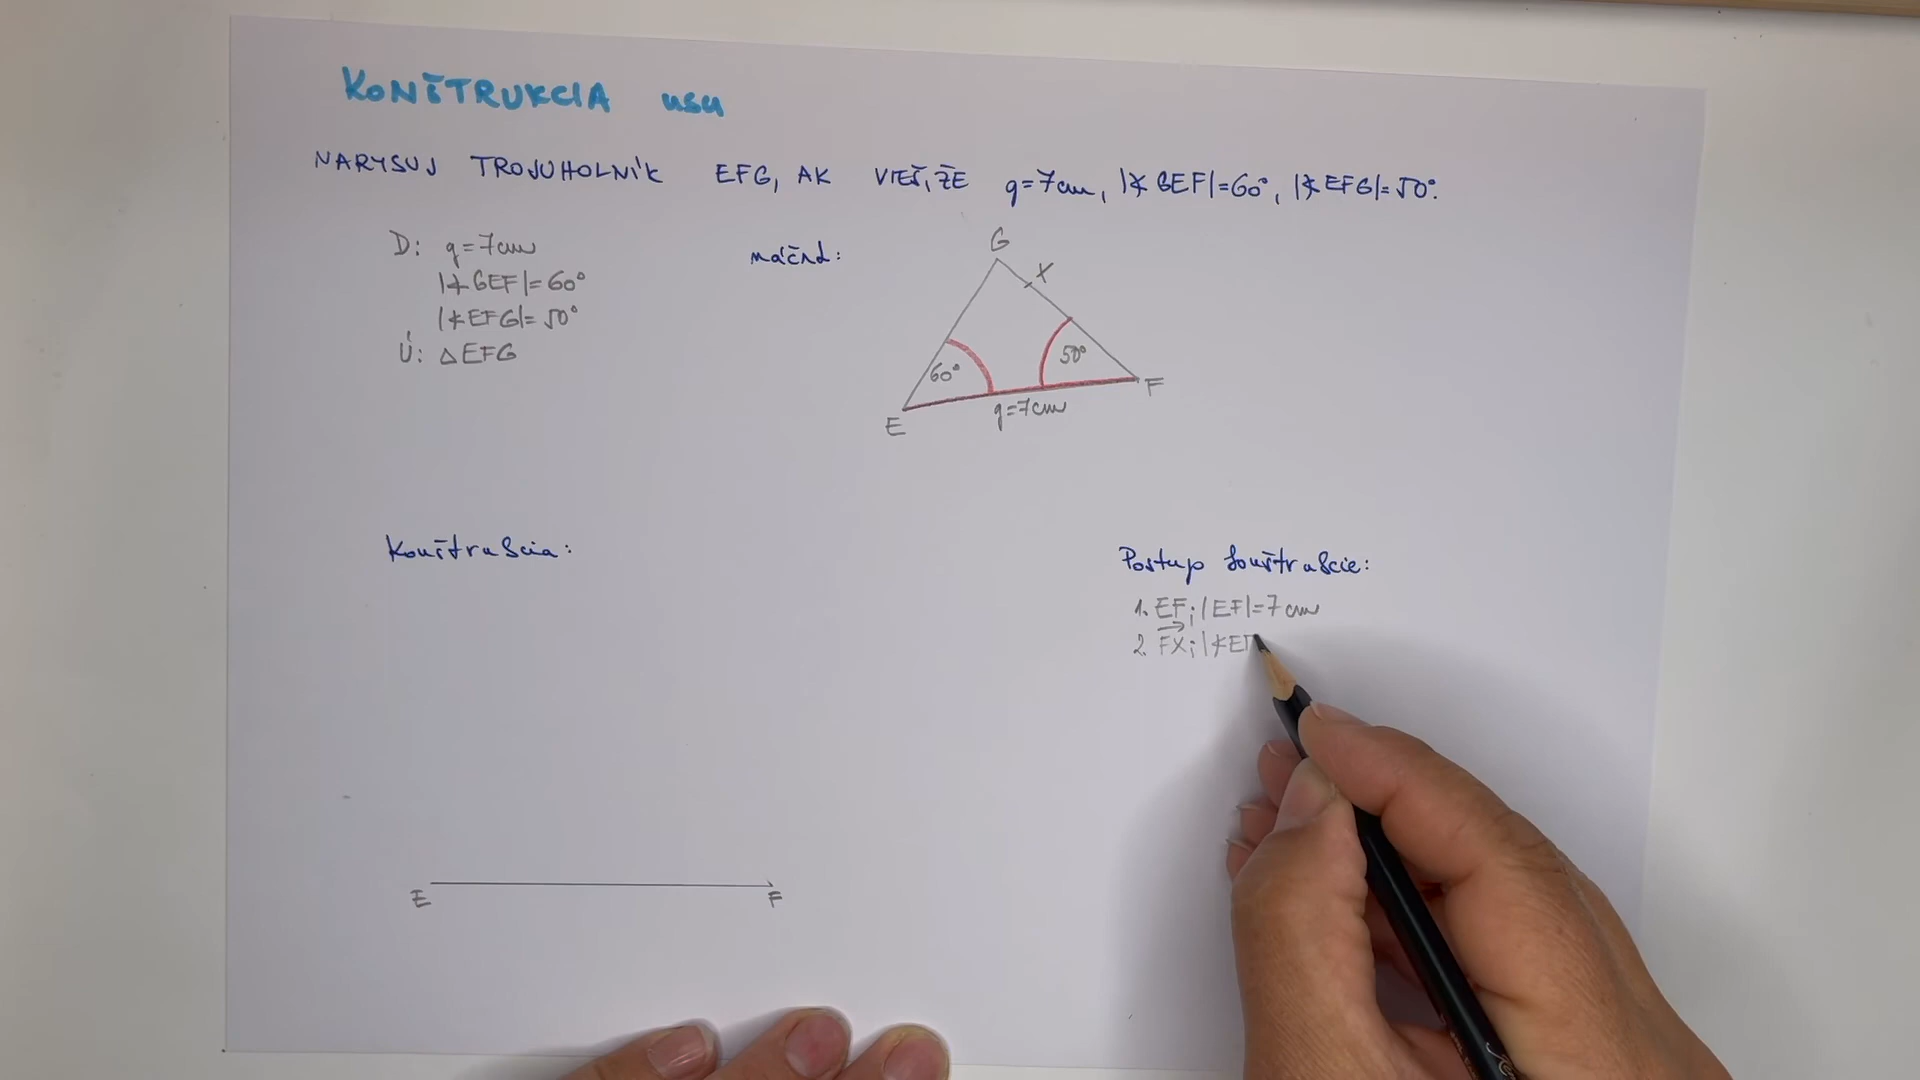 KONŠTRUKCIA usu
NARYSUJ TROJUHOLNÍK EFG, AK VIEŠ, ŽE g=7cm, |∢GEF|=60°, |∢EFG|=50°.
D: g=7cm
|∢GEF|=60°
|∢EFG|=50°
Ú: △EFG
náčrt:
G
X
60°
50°
E
g=7cm
F
Konštrukcia:
E
F
Postup konštrukcie:
1. EF; |EF|=7cm
2. FX; |∢EF